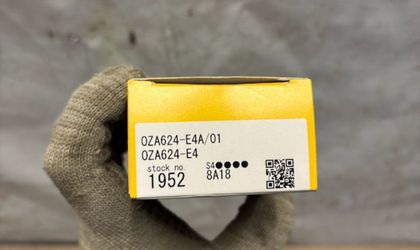 OZA624-E4A/01
OZA624-E4
stock no.
1952
S4●●●●
8A18